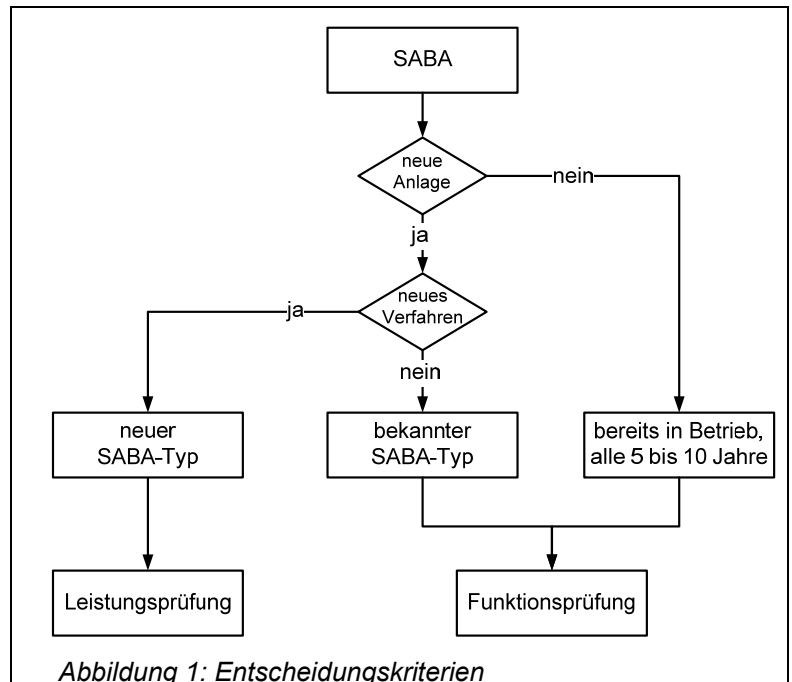 SABA
neue
Anlage
nein
ja
neues
Verfahren
ja
nein
neuer
SABA-Typ
bekannter
SABA-Typ
bereits in Betrieb,
alle 5 bis 10 Jahre
Leistungsprüfung
Funktionsprüfung
Abbildung 1: Entscheidungskriterien